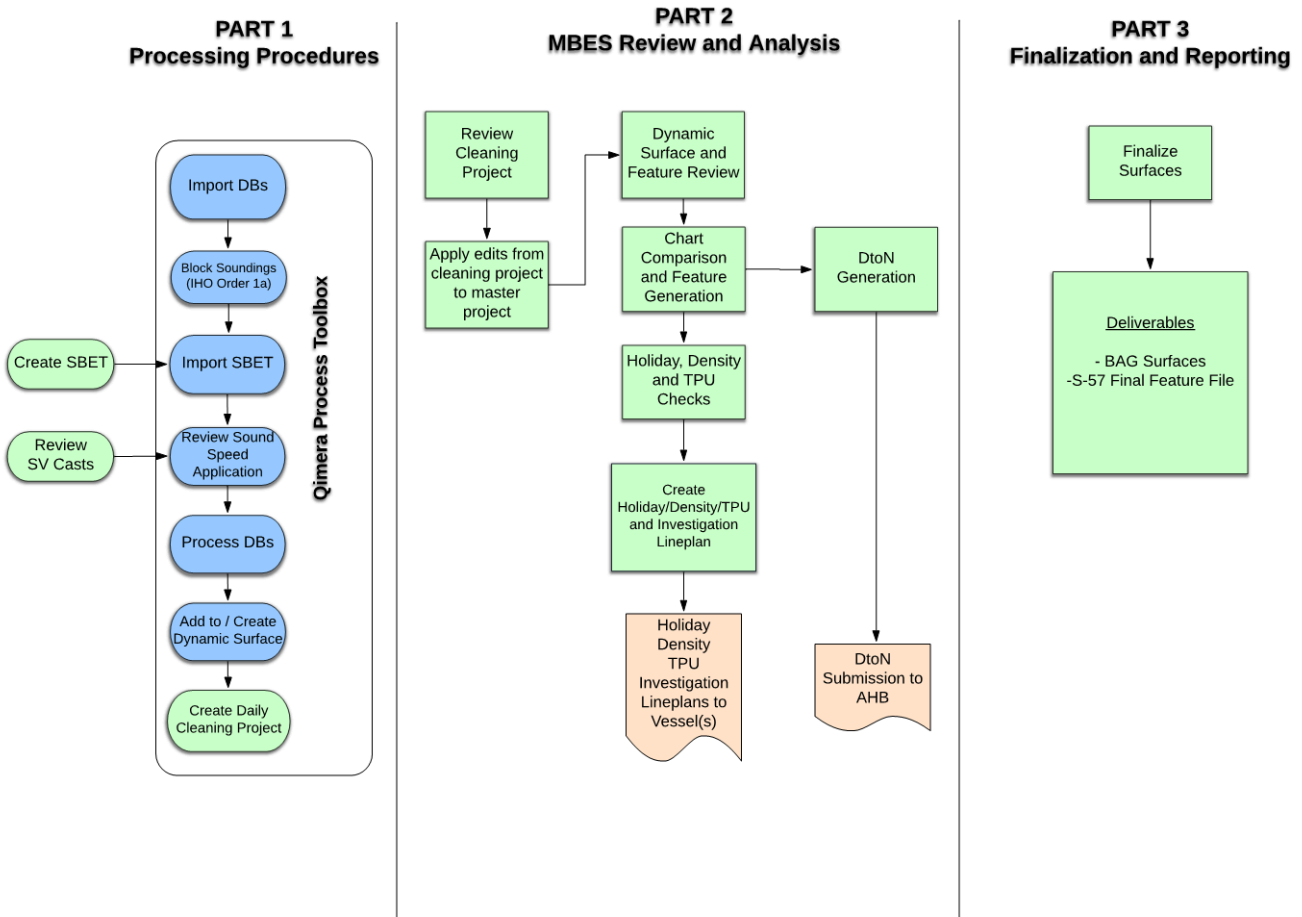 PART 1
Processing Procedures
Import DBs
Block Soundings
(IHO Order 1a)
Create SBET
Import SBET
Review
SV Casts
Review Sound
Speed
Application
Process DBs
Add to / Create
Dynamic Surface
Create Daily
Cleaning Project
Qimera Process Toolbox
PART 2
MBES Review and Analysis
Review
Cleaning
Project
Apply edits from
cleaning project
to master
project
Dynamic
Surface and
Feature Review
Chart
Comparison
and Feature
Generation
DtoN
Generation
Holiday, Density
and TPU
Checks
Create
Holiday/Density/TPU
and Investigation
Lineplan
Holiday
Density
TPU
Investigation
Lineplans to
Vessel(s)
DtoN
Submission to
AHB
PART 3
Finalization and Reporting
Finalize
Surfaces
Deliverables
- BAG Surfaces
-S-57 Final Feature File